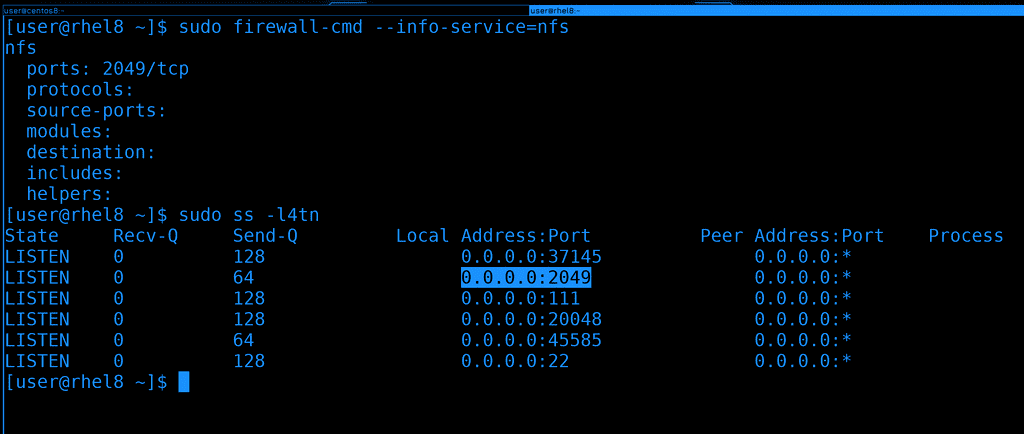 user@centos8:~ user@rhel8:~
[user@rhel8 ~]$ sudo firewall-cmd --info-service=nfs
nfs
  ports: 2049/tcp
  protocols:
  source-ports:
  modules:
  destination:
  includes:
  helpers:
[user@rhel8 ~]$ sudo ss -l4tn
State     Recv-Q     Send-Q         Local Address:Port          Peer Address:Port    Process
LISTEN    0          128                  0.0.0.0:37145              0.0.0.0:*
LISTEN    0          64                   0.0.0.0:2049               0.0.0.0:*
LISTEN    0          128                  0.0.0.0:111                0.0.0.0:*
LISTEN    0          128                  0.0.0.0:20048              0.0.0.0:*
LISTEN    0          64                   0.0.0.0:45585              0.0.0.0:*
LISTEN    0          128                  0.0.0.0:22                 0.0.0.0:*
[user@rhel8 ~]$